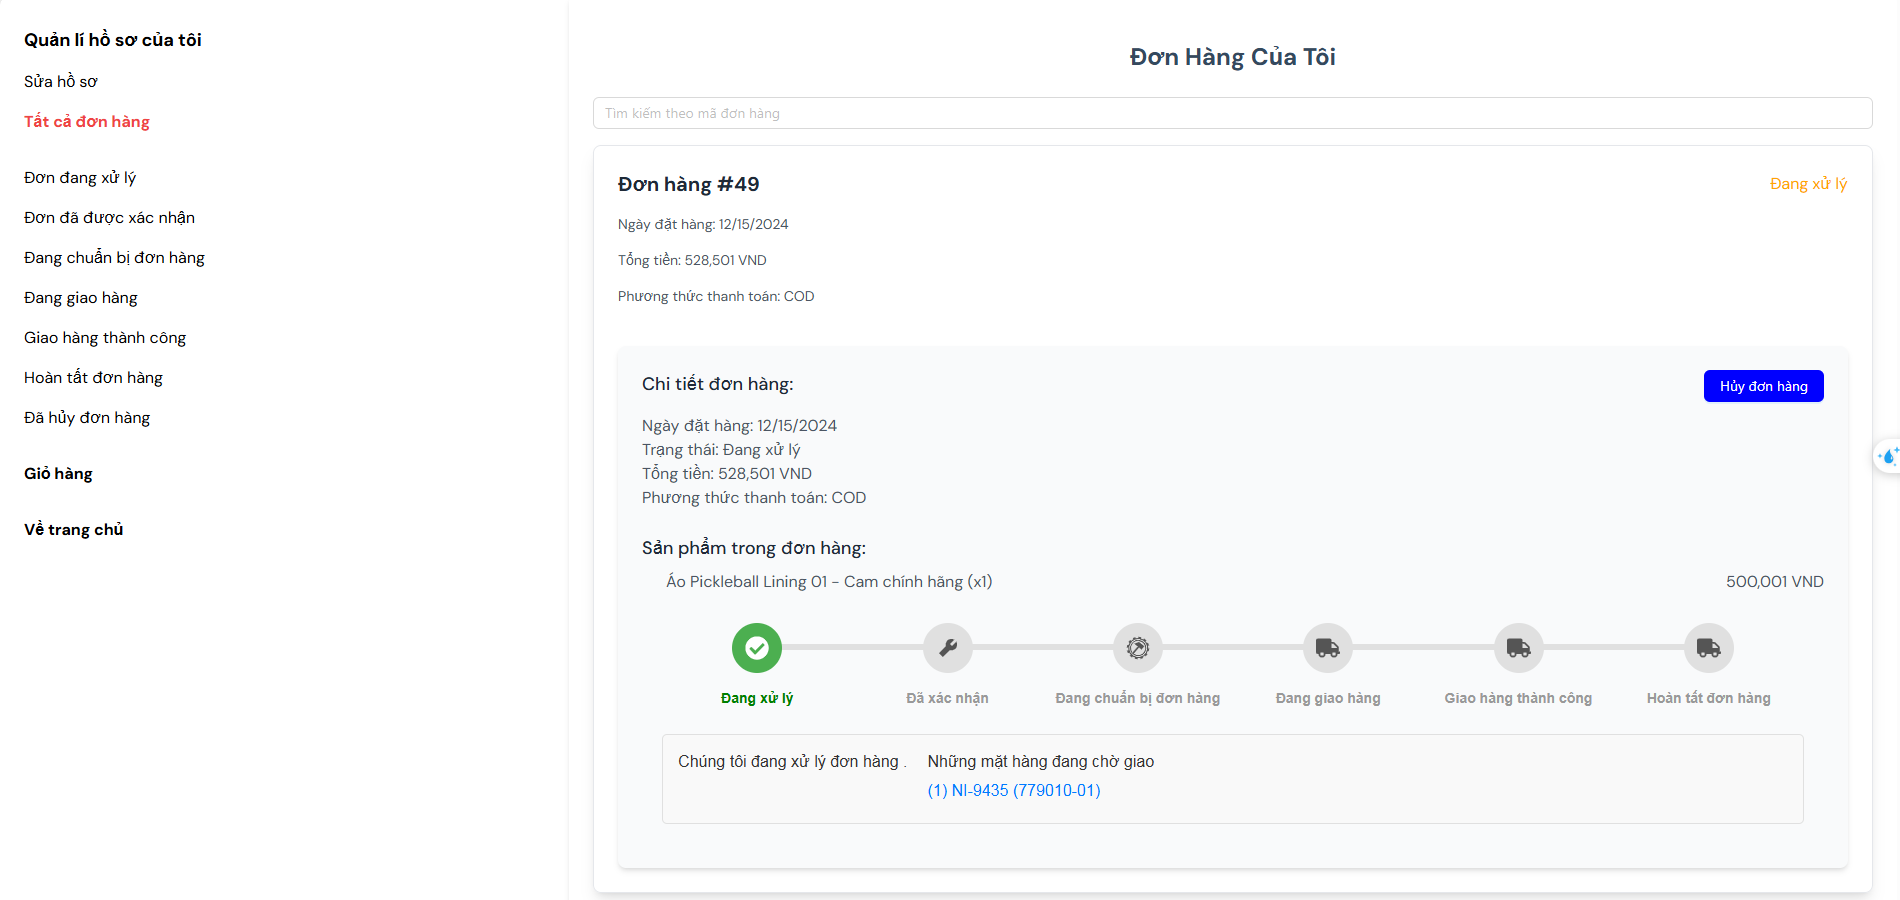 Quản lí hồ sơ của tôi
Sửa hồ sơ
Tất cả đơn hàng
Đơn đang xử lý
Đơn đã được xác nhận
Đang chuẩn bị đơn hàng
Đang giao hàng
Giao hàng thành công
Hoàn tất đơn hàng
Đã hủy đơn hàng
Giỏ hàng
Về trang chủ
Đơn Hàng Của Tôi
Tìm kiếm theo mã đơn hàng
Đơn hàng #49
Đang xử lý
Ngày đặt hàng: 12/15/2024
Tổng tiền: 528,501 VND
Phương thức thanh toán: COD
Chi tiết đơn hàng:
Hủy đơn hàng
Ngày đặt hàng: 12/15/2024
Trạng thái: Đang xử lý
Tổng tiền: 528,501 VND
Phương thức thanh toán: COD
Sản phẩm trong đơn hàng:
Áo Pickleball Lining 01 - Cam chính hãng (x1) 500,001 VND
Đang xử lý Đã xác nhận Đang chuẩn bị đơn hàng Đang giao hàng Giao hàng thành công Hoàn tất đơn hàng
Chúng tôi đang xử lý đơn hàng . Những mặt hàng đang chờ giao
(1) NI-9435 (779010-01)